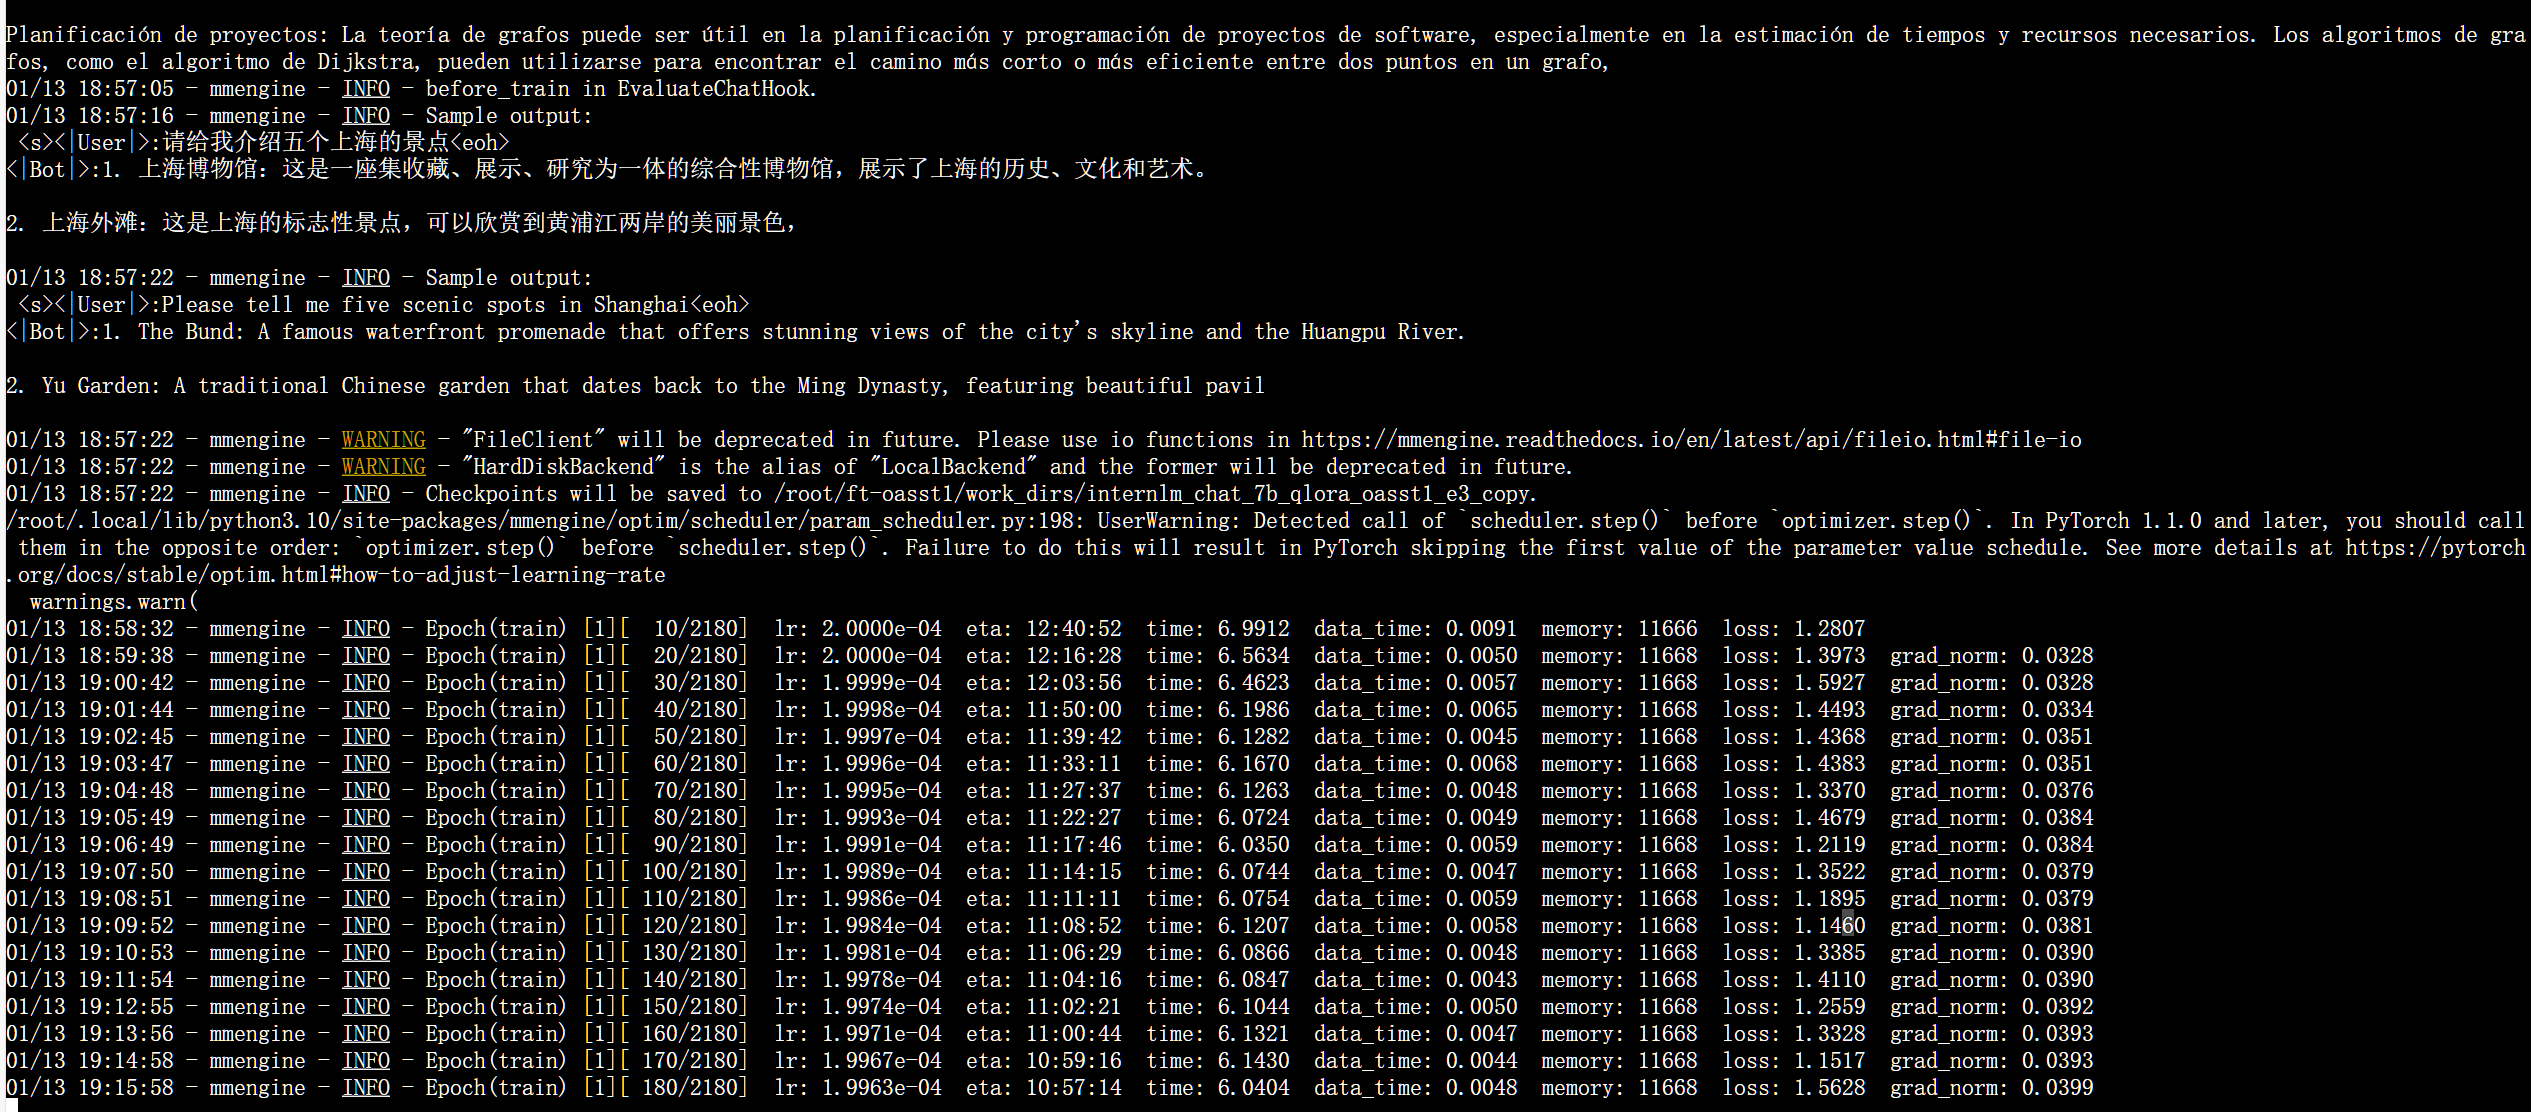 Planificación de proyectos: La teoría de grafos puede ser útil en la planificación y programación de proyectos de software, especialmente en la estimación de tiempos y recursos necesarios. Los algoritmos de gra
fos, como el algoritmo de Dijkstra, pueden utilizarse para encontrar el camino más corto o más eficiente entre dos puntos en un grafo,
01/13 18:57:05 - mmengine - INFO - before_train in EvaluateChatHook.
01/13 18:57:16 - mmengine - INFO - Sample output:
<s><|User|>:请给我介绍五个上海的景点<eoh>
<|Bot|>:1. 上海博物馆：这是一座集收藏、展示、研究为一体的综合性博物馆，展示了上海的历史、文化和艺术。
2. 上海外滩：这是上海的标志性景点，可以欣赏到黄浦江两岸的美丽景色，
01/13 18:57:22 - mmengine - INFO - Sample output:
<s><|User|>:Please tell me five scenic spots in Shanghai<eoh>
<|Bot|>:1. The Bund: A famous waterfront promenade that offers stunning views of the city's skyline and the Huangpu River.
2. Yu Garden: A traditional Chinese garden that dates back to the Ming Dynasty, featuring beautiful pavil
01/13 18:57:22 - mmengine - WARNING - "FileClient" will be deprecated in future. Please use io functions in https://mmengine.readthedocs.io/en/latest/api/fileio.html#file-io
01/13 18:57:22 - mmengine - WARNING - "HardDiskBackend" is the alias of "LocalBackend" and the former will be deprecated in future.
01/13 18:57:22 - mmengine - INFO - Checkpoints will be saved to /root/ft-oasst1/work_dirs/internlm_chat_7b_qlora_oasst1_e3_copy.
/root/.local/lib/python3.10/site-packages/mmengine/optim/scheduler/param_scheduler.py:198: UserWarning: Detected call of `scheduler.step()` before `optimizer.step()`. In PyTorch 1.1.0 and later, you should call
them in the opposite order: `optimizer.step()` before `scheduler.step()`. Failure to do this will result in PyTorch skipping the first value of the parameter value schedule. See more details at https://pytorch
.org/docs/stable/optim.html#how-to-adjust-learning-rate
warnings.warn(
01/13 18:58:32 - mmengine - INFO - Epoch(train) [1][  10/2180]  lr: 2.0000e-04  eta: 12:40:52  time: 6.9912  data_time: 0.0091  memory: 11666  loss: 1.2807
01/13 18:59:38 - mmengine - INFO - Epoch(train) [1][  20/2180]  lr: 2.0000e-04  eta: 12:16:28  time: 6.5634  data_time: 0.0050  memory: 11668  loss: 1.3973  grad_norm: 0.0328
01/13 19:00:42 - mmengine - INFO - Epoch(train) [1][  30/2180]  lr: 1.9999e-04  eta: 12:03:56  time: 6.4623  data_time: 0.0057  memory: 11668  loss: 1.5927  grad_norm: 0.0328
01/13 19:01:44 - mmengine - INFO - Epoch(train) [1][  40/2180]  lr: 1.9998e-04  eta: 11:50:00  time: 6.1986  data_time: 0.0065  memory: 11668  loss: 1.4493  grad_norm: 0.0334
01/13 19:02:45 - mmengine - INFO - Epoch(train) [1][  50/2180]  lr: 1.9997e-04  eta: 11:39:42  time: 6.1282  data_time: 0.0045  memory: 11668  loss: 1.4368  grad_norm: 0.0351
01/13 19:03:47 - mmengine - INFO - Epoch(train) [1][  60/2180]  lr: 1.9996e-04  eta: 11:33:11  time: 6.1670  data_time: 0.0068  memory: 11668  loss: 1.4383  grad_norm: 0.0351
01/13 19:04:48 - mmengine - INFO - Epoch(train) [1][  70/2180]  lr: 1.9995e-04  eta: 11:27:37  time: 6.1263  data_time: 0.0048  memory: 11668  loss: 1.3370  grad_norm: 0.0376
01/13 19:05:49 - mmengine - INFO - Epoch(train) [1][  80/2180]  lr: 1.9993e-04  eta: 11:22:27  time: 6.0724  data_time: 0.0049  memory: 11668  loss: 1.4679  grad_norm: 0.0384
01/13 19:06:49 - mmengine - INFO - Epoch(train) [1][  90/2180]  lr: 1.9991e-04  eta: 11:17:46  time: 6.0350  data_time: 0.0059  memory: 11668  loss: 1.2119  grad_norm: 0.0384
01/13 19:07:50 - mmengine - INFO - Epoch(train) [1][ 100/2180]  lr: 1.9989e-04  eta: 11:14:15  time: 6.0744  data_time: 0.0047  memory: 11668  loss: 1.3522  grad_norm: 0.0379
01/13 19:08:51 - mmengine - INFO - Epoch(train) [1][ 110/2180]  lr: 1.9986e-04  eta: 11:11:11  time: 6.0754  data_time: 0.0059  memory: 11668  loss: 1.1895  grad_norm: 0.0379
01/13 19:09:52 - mmengine - INFO - Epoch(train) [1][ 120/2180]  lr: 1.9984e-04  eta: 11:08:52  time: 6.1207  data_time: 0.0058  memory: 11668  loss: 1.1460  grad_norm: 0.0381
01/13 19:10:53 - mmengine - INFO - Epoch(train) [1][ 130/2180]  lr: 1.9981e-04  eta: 11:06:29  time: 6.0866  data_time: 0.0048  memory: 11668  loss: 1.3385  grad_norm: 0.0390
01/13 19:11:54 - mmengine - INFO - Epoch(train) [1][ 140/2180]  lr: 1.9978e-04  eta: 11:04:16  time: 6.0847  data_time: 0.0043  memory: 11668  loss: 1.4110  grad_norm: 0.0390
01/13 19:12:55 - mmengine - INFO - Epoch(train) [1][ 150/2180]  lr: 1.9974e-04  eta: 11:02:21  time: 6.1044  data_time: 0.0050  memory: 11668  loss: 1.2559  grad_norm: 0.0392
01/13 19:13:56 - mmengine - INFO - Epoch(train) [1][ 160/2180]  lr: 1.9971e-04  eta: 11:00:44  time: 6.1321  data_time: 0.0047  memory: 11668  loss: 1.3328  grad_norm: 0.0393
01/13 19:14:58 - mmengine - INFO - Epoch(train) [1][ 170/2180]  lr: 1.9967e-04  eta: 10:59:16  time: 6.1430  data_time: 0.0044  memory: 11668  loss: 1.1517  grad_norm: 0.0393
01/13 19:15:58 - mmengine - INFO - Epoch(train) [1][ 180/2180]  lr: 1.9963e-04  eta: 10:57:14  time: 6.0404  data_time: 0.0048  memory: 11668  loss: 1.5628  grad_norm: 0.0399